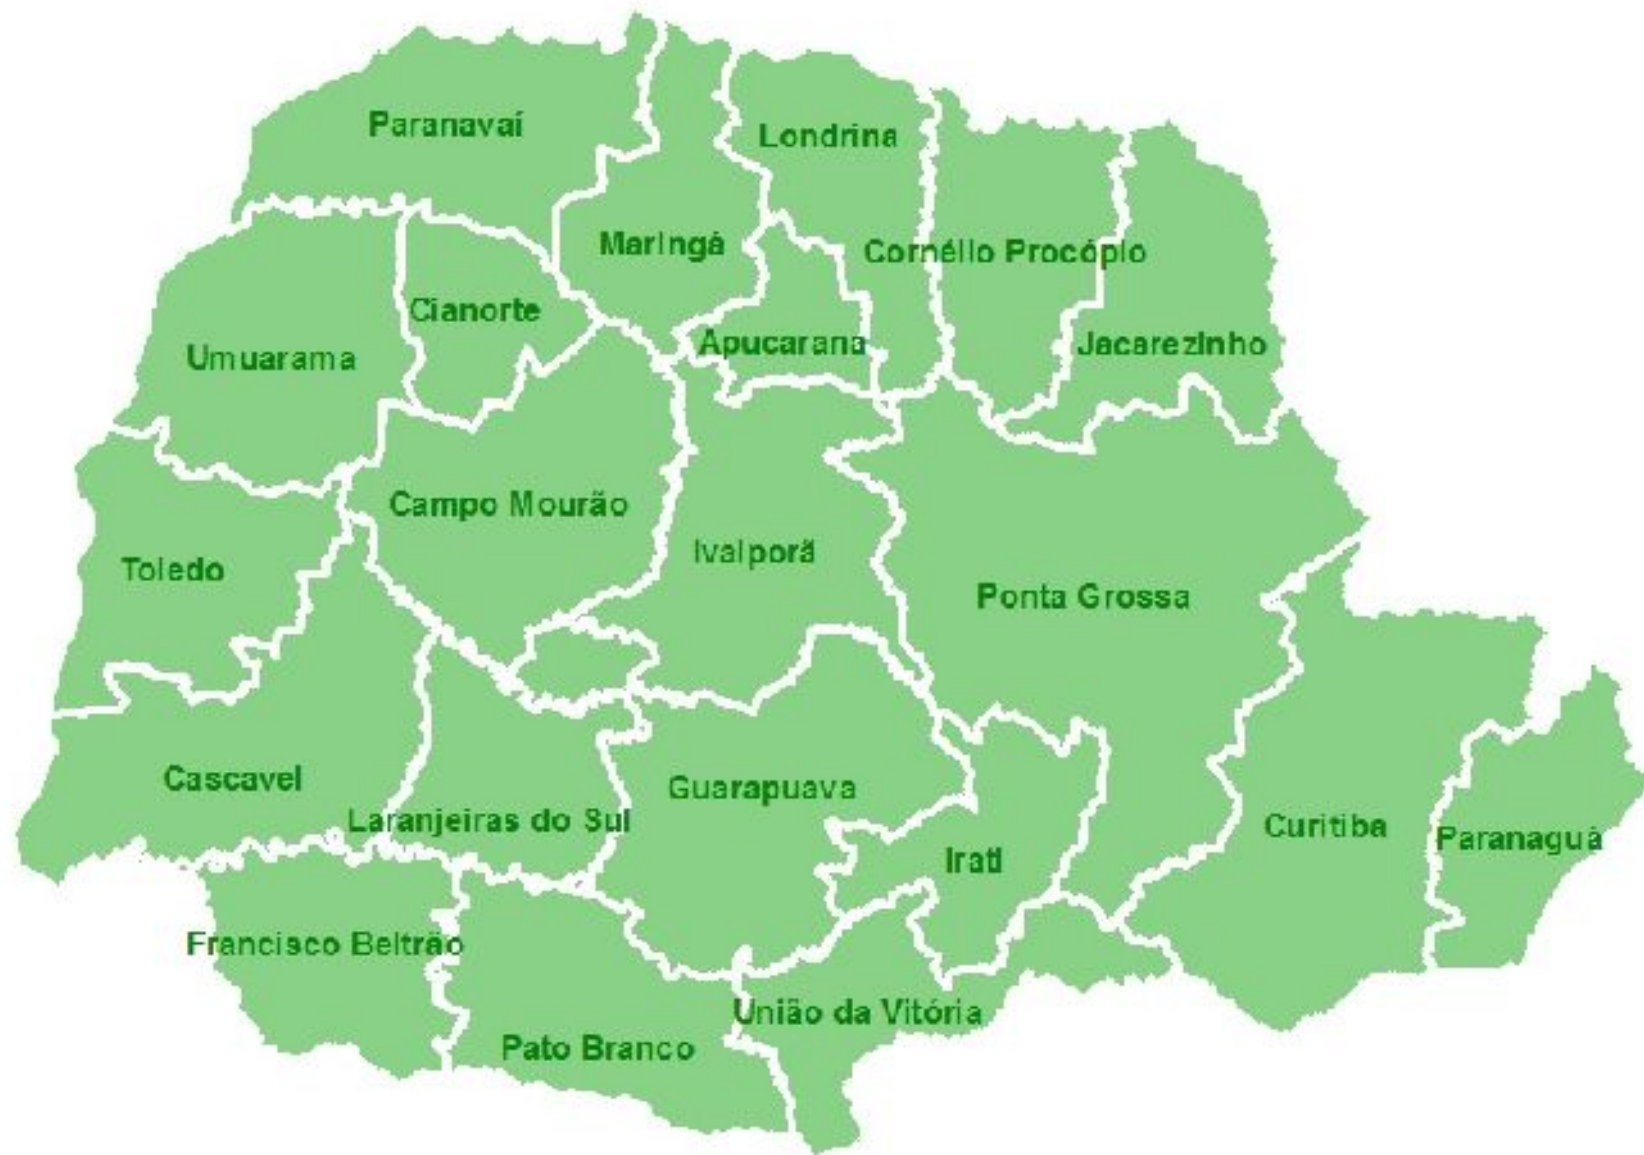 Paranavaí
Londrina
Maringá
Cornélio Procópio
Cianorte
Apucarana
Jacarezinho
Umuarama
Campo Mourão
Ivaiporã
Toledo
Ponta Grossa
Cascavel
Guarapuava
Laranjeiras do Sul
Curitiba
Paranaguá
Irati
Francisco Beltrão
União da Vitória
Pato Branco